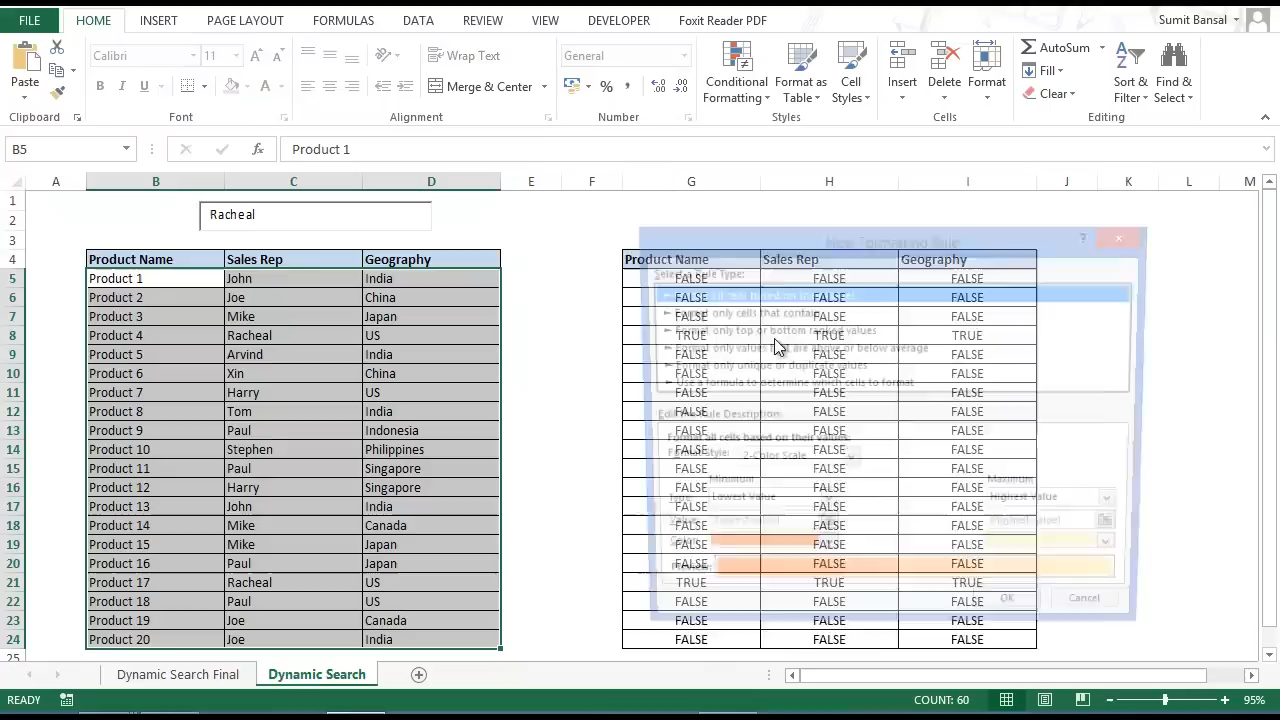 FILE HOME INSERT PAGE LAYOUT FORMULAS DATA REVIEW VIEW DEVELOPER Foxit Reader PDF Sumit Bansal
Paste
Clipboard
Calibri 11
B I U
Font
Wrap Text
Merge & Center
Alignment
General
% ,
Number
Conditional Formatting
Format as Table
Cell Styles
Styles
Insert Delete Format
Cells
AutoSum
Fill
Clear
Sort & Filter
Find & Select
Editing
B5 fx Product 1
A B C D E F G H I J K L M
1
2 Racheal
3
4 Product Name Sales Rep Geography Product Name Sales Rep Geography
5 Product 1 John India FALSE FALSE FALSE
6 Product 2 Joe China FALSE FALSE FALSE
7 Product 3 Mike Japan FALSE FALSE FALSE
8 Product 4 Racheal US TRUE TRUE TRUE
9 Product 5 Arvind India FALSE FALSE FALSE
10 Product 6 Xin China FALSE FALSE FALSE
11 Product 7 Harry US FALSE FALSE FALSE
12 Product 8 Tom India FALSE FALSE FALSE
13 Product 9 Paul Indonesia FALSE FALSE FALSE
14 Product 10 Stephen Philippines FALSE FALSE FALSE
15 Product 11 Paul Singapore FALSE FALSE FALSE
16 Product 12 Harry Singapore FALSE FALSE FALSE
17 Product 13 John India FALSE FALSE FALSE
18 Product 14 Mike Canada FALSE FALSE FALSE
19 Product 15 Mike Japan FALSE FALSE FALSE
20 Product 16 Paul Japan FALSE FALSE FALSE
21 Product 17 Racheal US TRUE TRUE TRUE
22 Product 18 Paul US FALSE FALSE FALSE
23 Product 19 Joe Canada FALSE FALSE FALSE
24 Product 20 Joe India FALSE FALSE FALSE
25
New Formatting Rule
Select a Rule Type:
► Format only cells that contain
► Format only top or bottom ranked values
► Format only values that are above or below average
► Format only unique or duplicate values
► Use a formula to determine which cells to format
Edit the Rule Description:
Format all cells based on their values:
Format Style: 2-Color Scale
Minimum Maximum
Type: Lowest Value Highest Value
OK Cancel
Dynamic Search Final Dynamic Search
READY COUNT: 60 95%